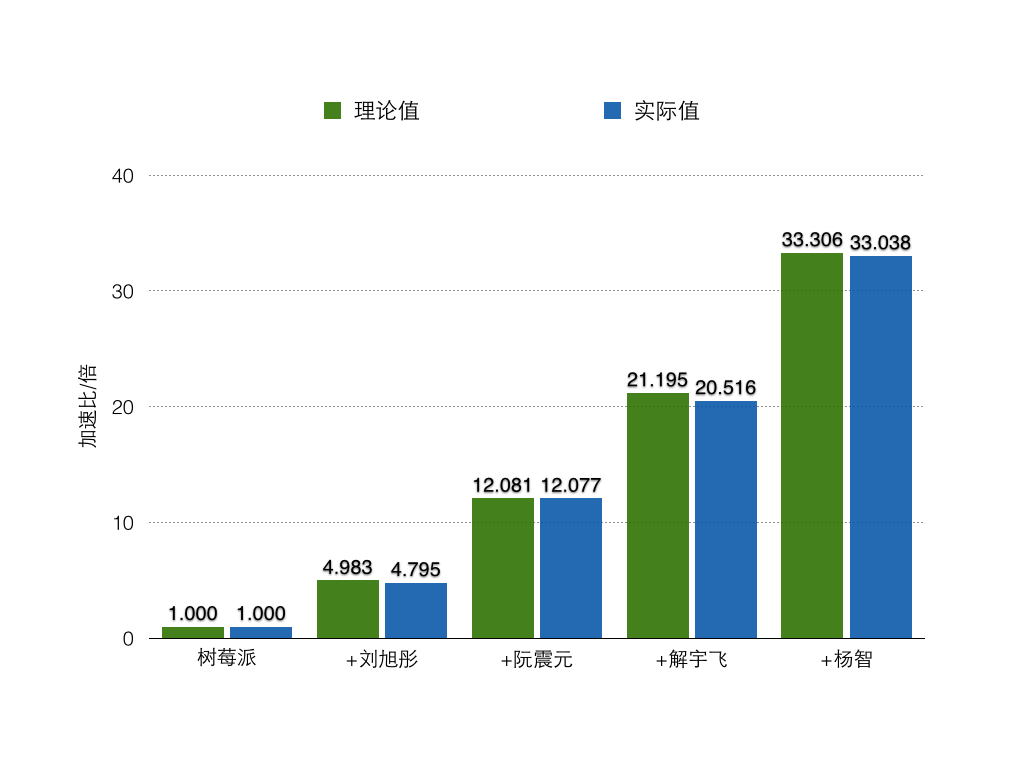 理论值
实际值
40
30
20
10
0
加速比/倍
1.000
1.000
4.983
4.795
12.081
12.077
21.195
20.516
33.306
33.038
树莓派
+刘旭彤
+阮震元
+解宇飞
+杨智